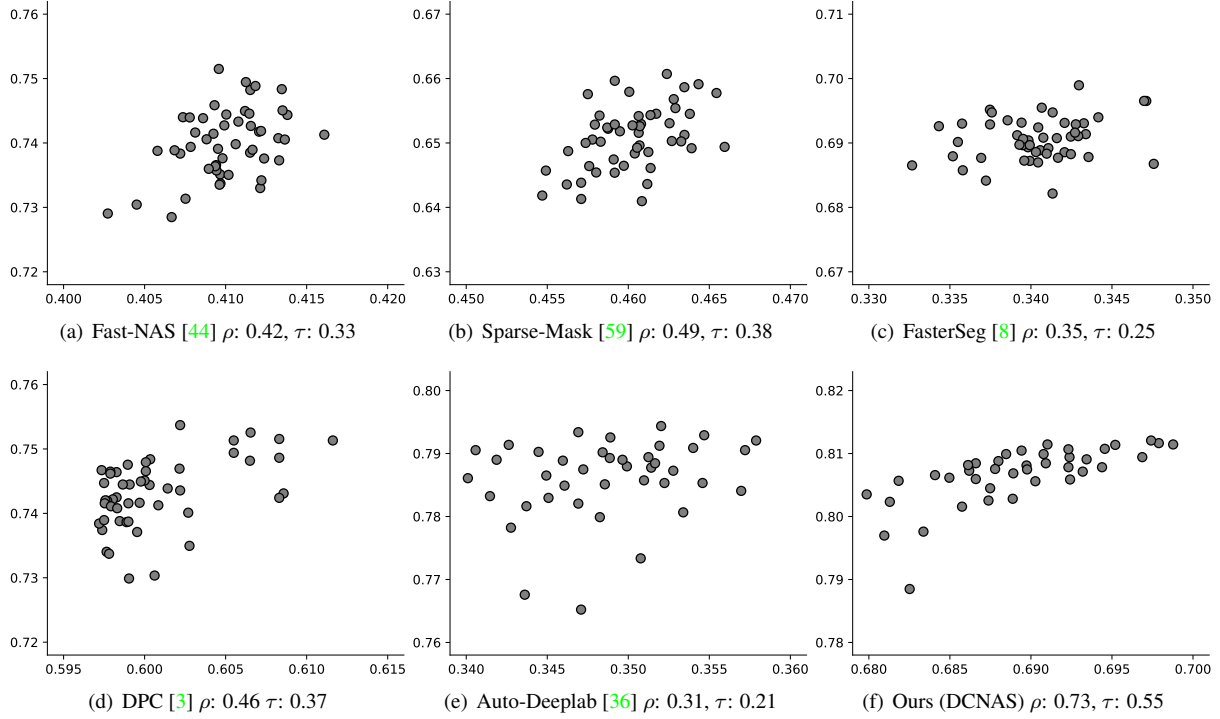 0.76
0.75
0.74
0.73
0.72
0.400 0.405 0.410 0.415 0.420
(a) Fast-NAS [44] ρ: 0.42, τ: 0.33
0.67
0.66
0.65
0.64
0.63
0.450 0.455 0.460 0.465 0.470
(b) Sparse-Mask [59] ρ: 0.49, τ: 0.38
0.71
0.70
0.69
0.68
0.67
0.330 0.335 0.340 0.345 0.350
(c) FasterSeg [8] ρ: 0.35, τ: 0.25
0.76
0.75
0.74
0.73
0.72
0.595 0.600 0.605 0.610 0.615
(d) DPC [3] ρ: 0.46 τ: 0.37
0.80
0.79
0.78
0.77
0.76
0.340 0.345 0.350 0.355 0.360
(e) Auto-Deeplab [36] ρ: 0.31, τ: 0.21
0.82
0.81
0.80
0.79
0.78
0.680 0.685 0.690 0.695 0.700
(f) Ours (DCNAS) ρ: 0.73, τ: 0.55